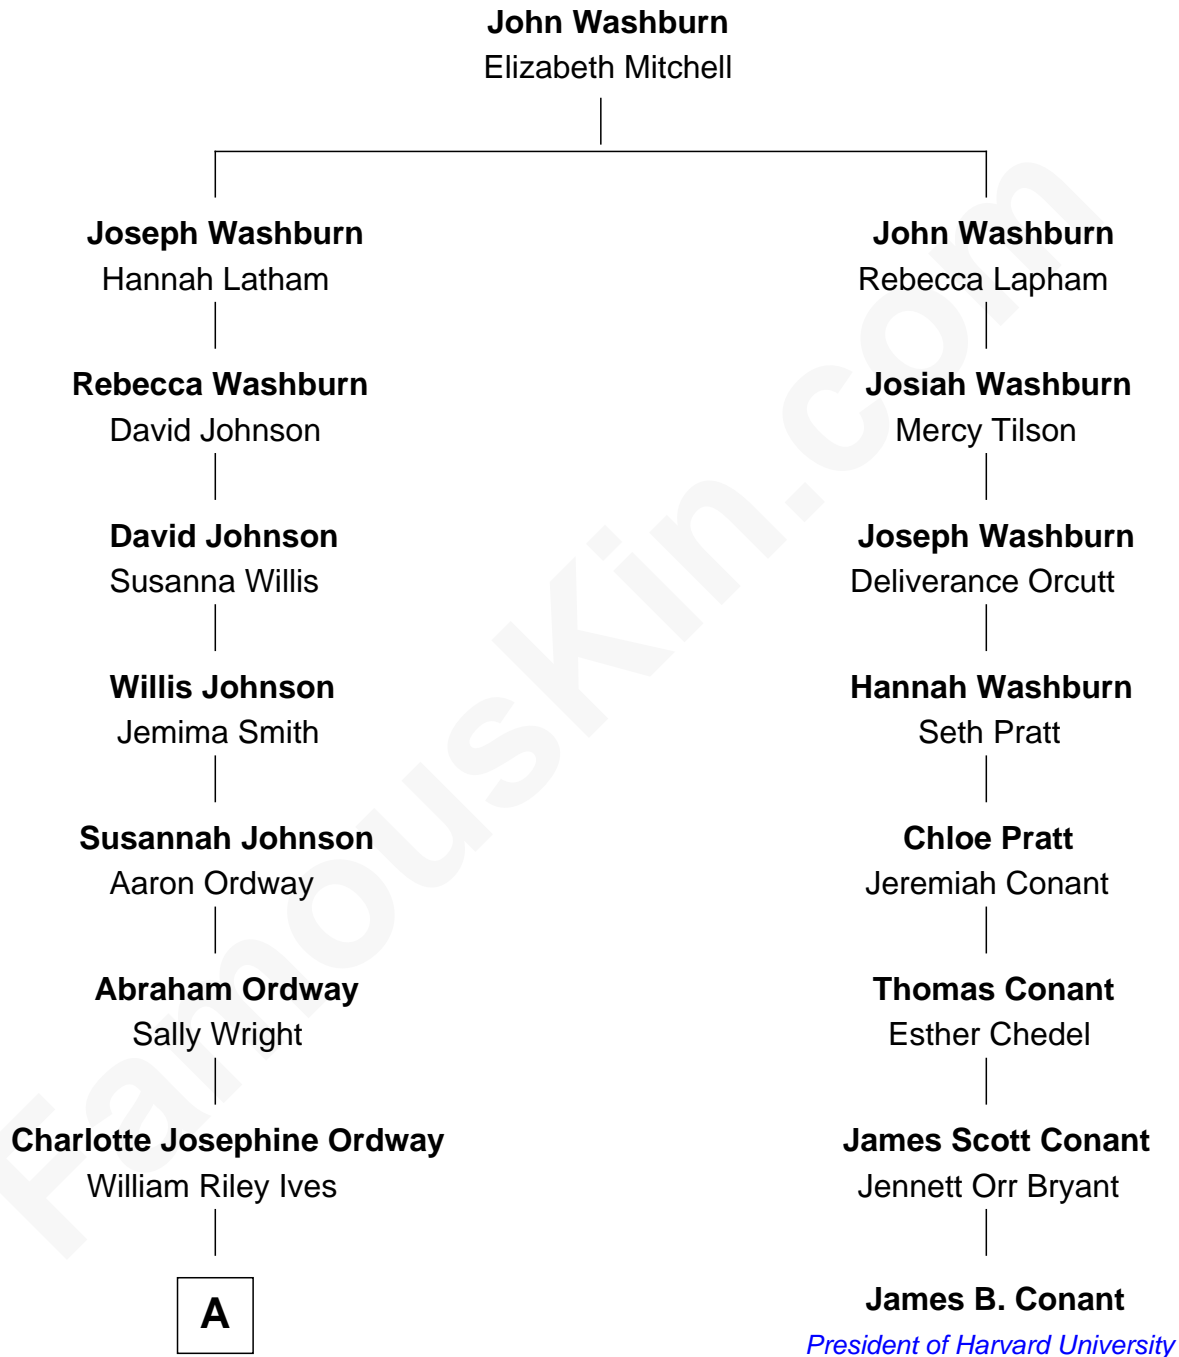 John Washburn
Elizabeth Mitchell
Joseph Washburn
Hannah Latham
Rebecca Washburn
David Johnson
David Johnson
Susanna Willis
Willis Johnson
Jemima Smith
Susannah Johnson
Aaron Ordway
Abraham Ordway
Sally Wright
Charlotte Josephine Ordway
William Riley Ives
A
John Washburn
Rebecca Lapham
Josiah Washburn
Mercy Tilson
Joseph Washburn
Deliverance Orcutt
Hannah Washburn
Seth Pratt
Chloe Pratt
Jeremiah Conant
Thomas Conant
Esther Chedel
James Scott Conant
Jennett Orr Bryant
James B. Conant
President of Harvard University
FamousKin.com